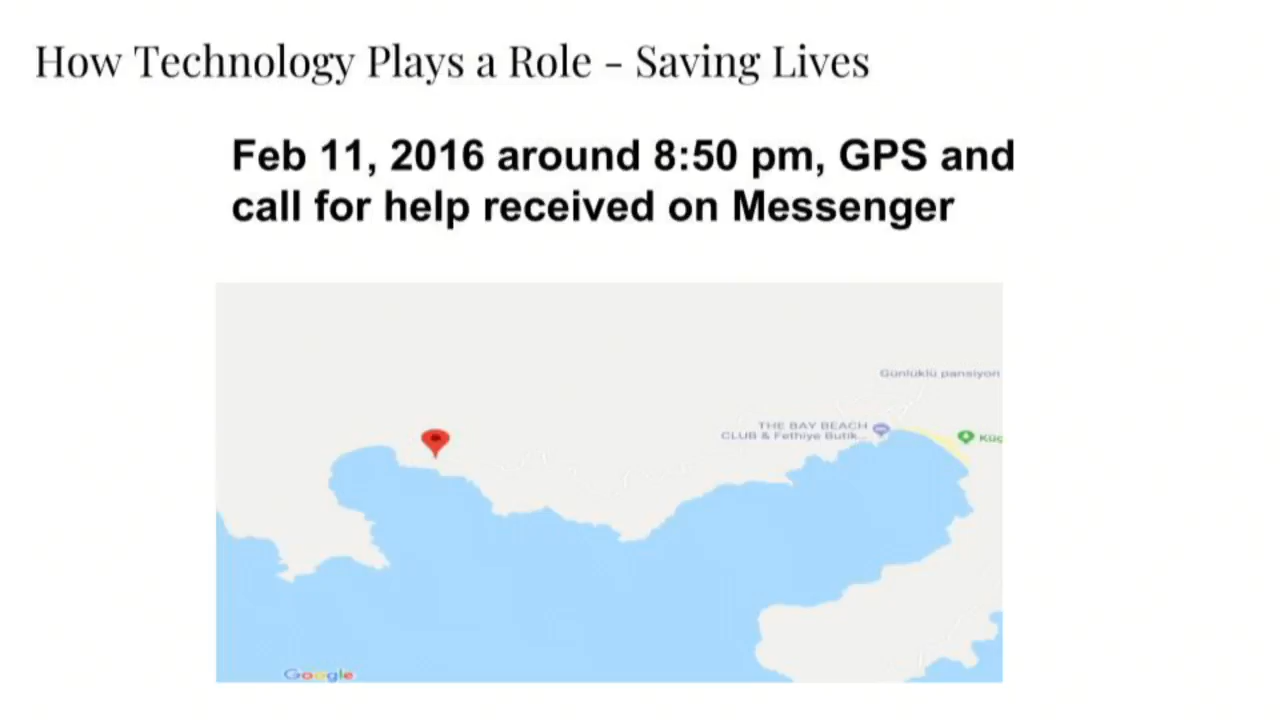 How Technology Plays a Role - Saving Lives
Feb 11, 2016 around 8:50 pm, GPS and
call for help received on Messenger
Günlüklü pansiyon
THE BAY BEACH
CLUB & Fethiye Butik...
Küç
Google